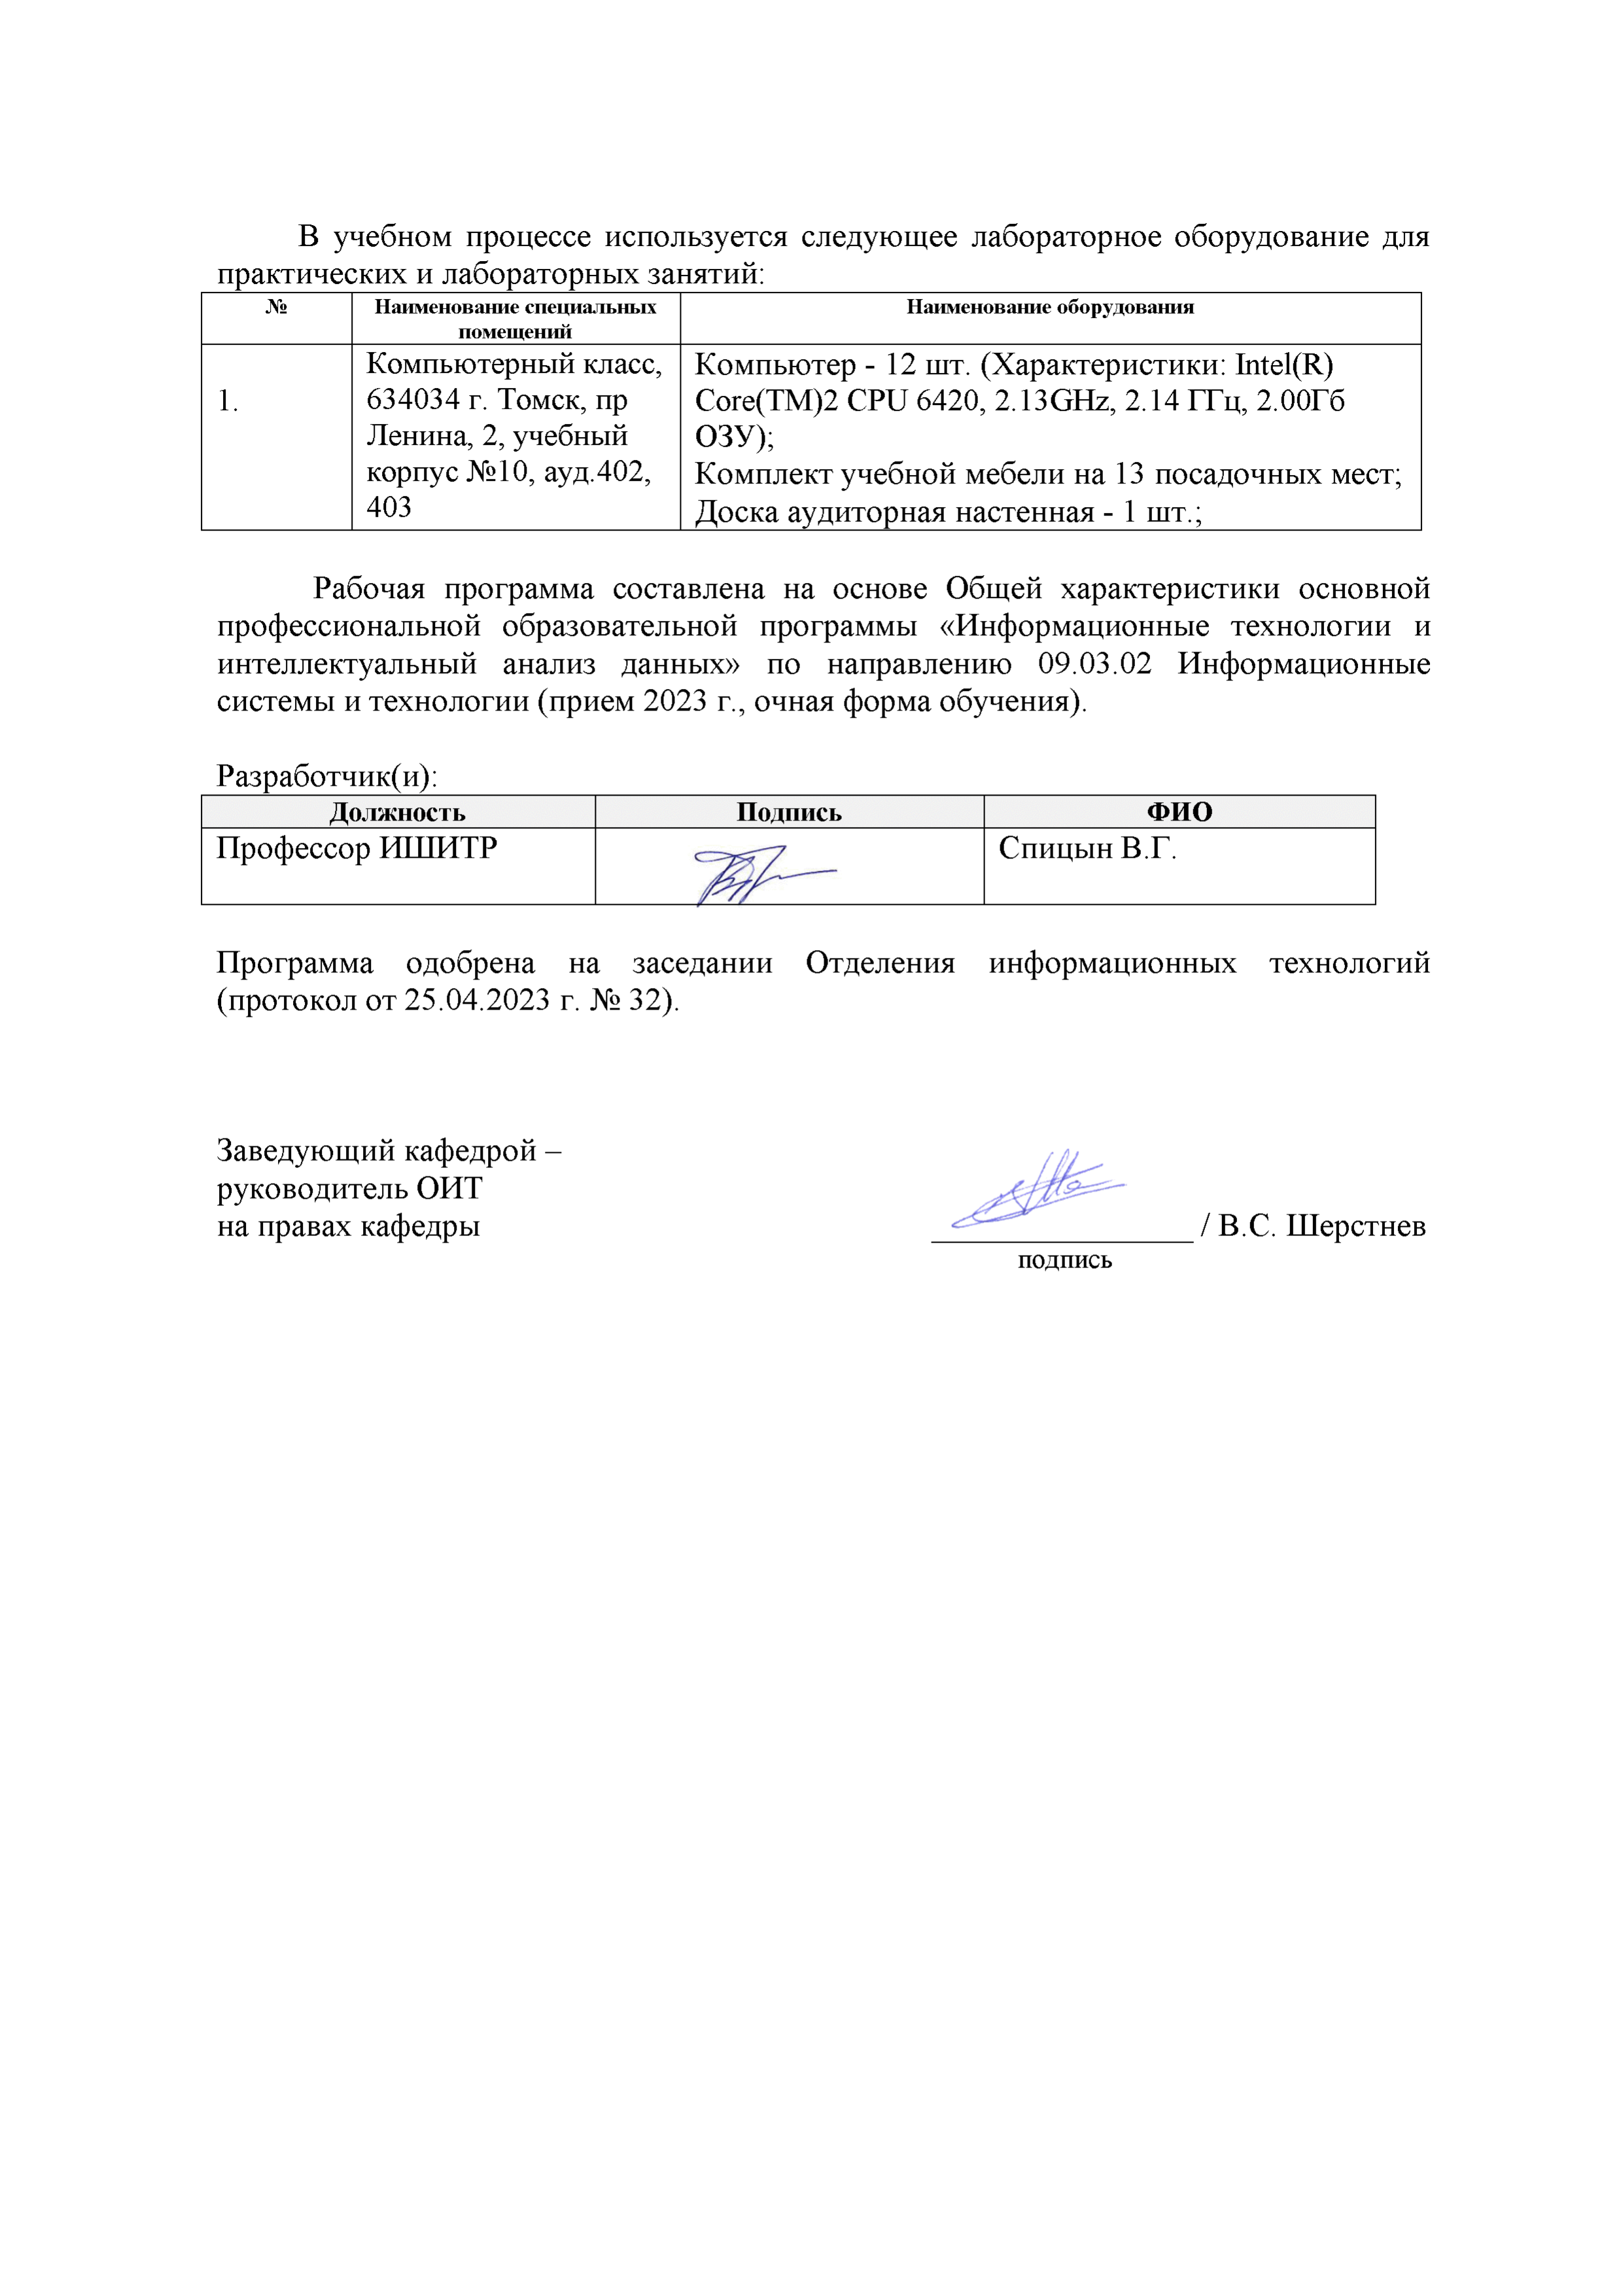 В учебном процессе используется следующее лабораторное оборудование для
практических и лабораторных занятий:
№
Наименование специальных
помещений
Наименование оборудования
1.
Компьютерный класс,
634034 г. Томск, пр
Ленина, 2, учебный
корпус №10, ауд.402,
403
Компьютер - 12 шт. (Характеристики: Intel(R)
Core(TM)2 CPU 6420, 2.13GHz, 2.14 ГГц, 2.00Гб
ОЗУ);
Комплект учебной мебели на 13 посадочных мест;
Доска аудиторная настенная - 1 шт.;
Рабочая программа составлена на основе Общей характеристики основной
профессиональной образовательной программы «Информационные технологии и
интеллектуальный анализ данных» по направлению 09.03.02 Информационные
системы и технологии (прием 2023 г., очная форма обучения).
Разработчик(и):
Должность
Подпись
ФИО
Профессор ИШИТР
Спицын В.Г.
Программа одобрена на заседании Отделения информационных технологий
(протокол от 25.04.2023 г. № 32).
Заведующий кафедрой –
руководитель ОИТ
на правах кафедры
/ В.С. Шерстнев
подпись